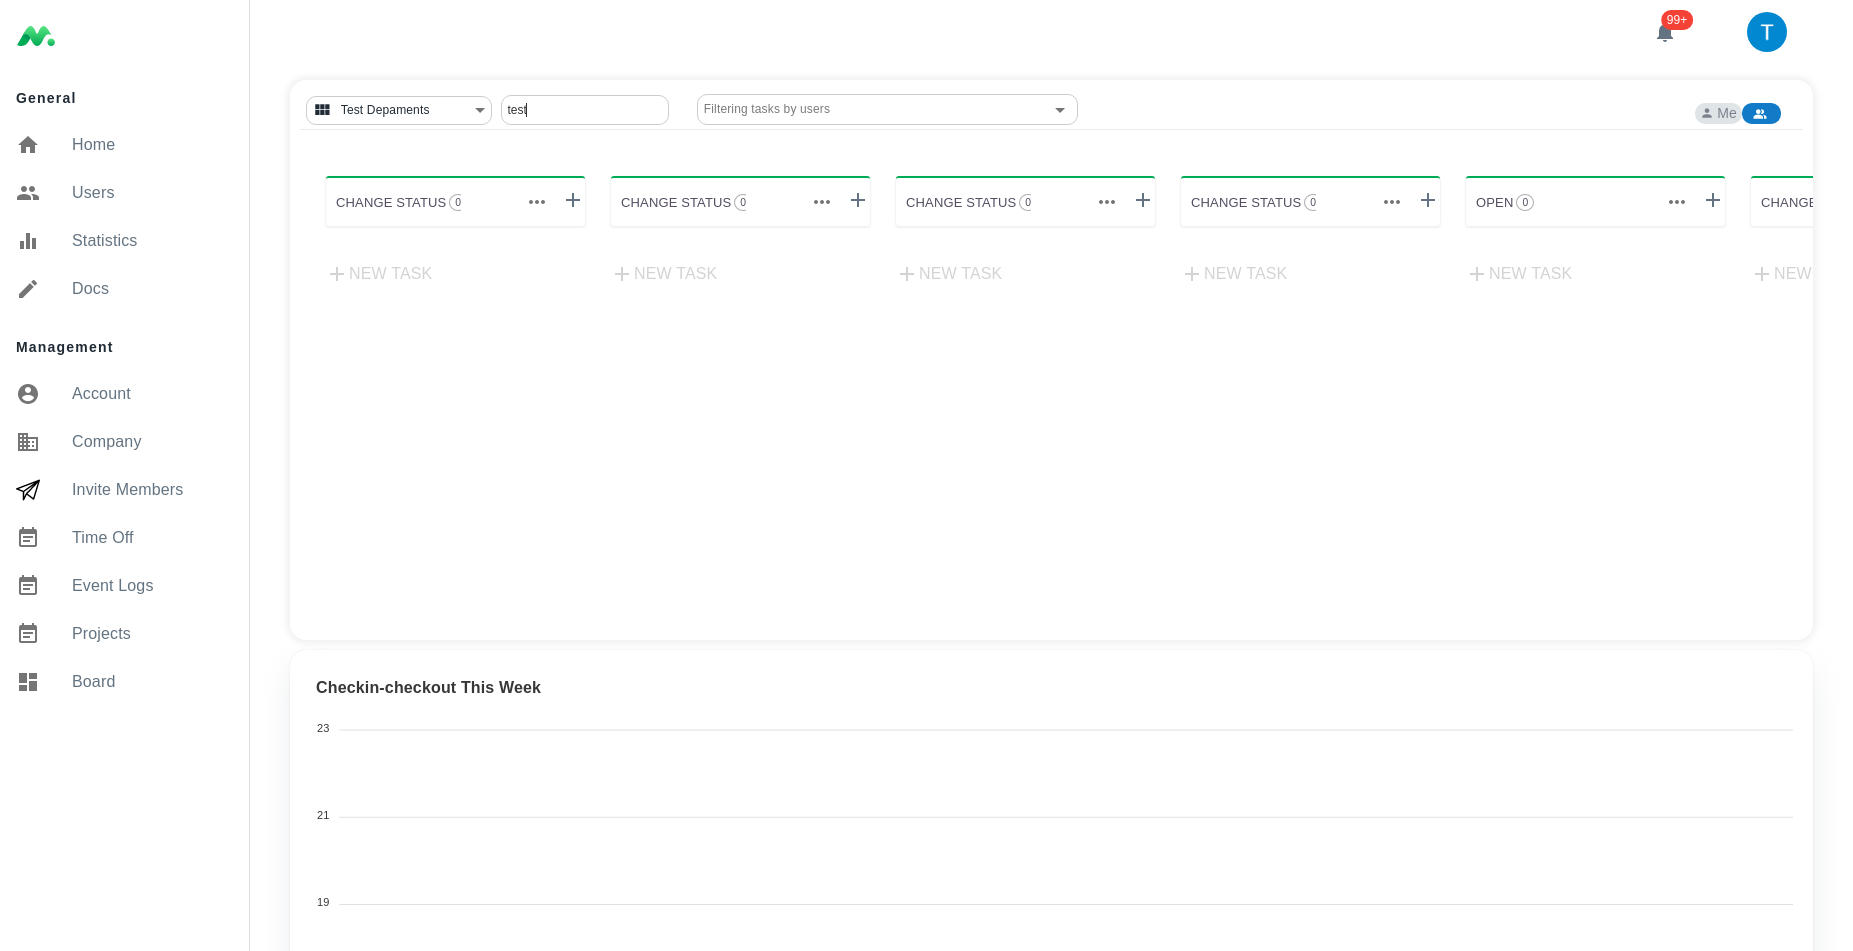 99+
T
General
Home
Users
Statistics
Docs
Management
Account
Company
Invite Members
Time Off
Event Logs
Projects
Board
Test Depaments
test
Filtering tasks by users
Me
CHANGE STATUS 0
CHANGE STATUS 0
CHANGE STATUS 0
CHANGE STATUS 0
OPEN 0
CHANGE
NEW TASK
NEW TASK
NEW TASK
NEW TASK
NEW TASK
NEW
Checkin-checkout This Week
23
21
19